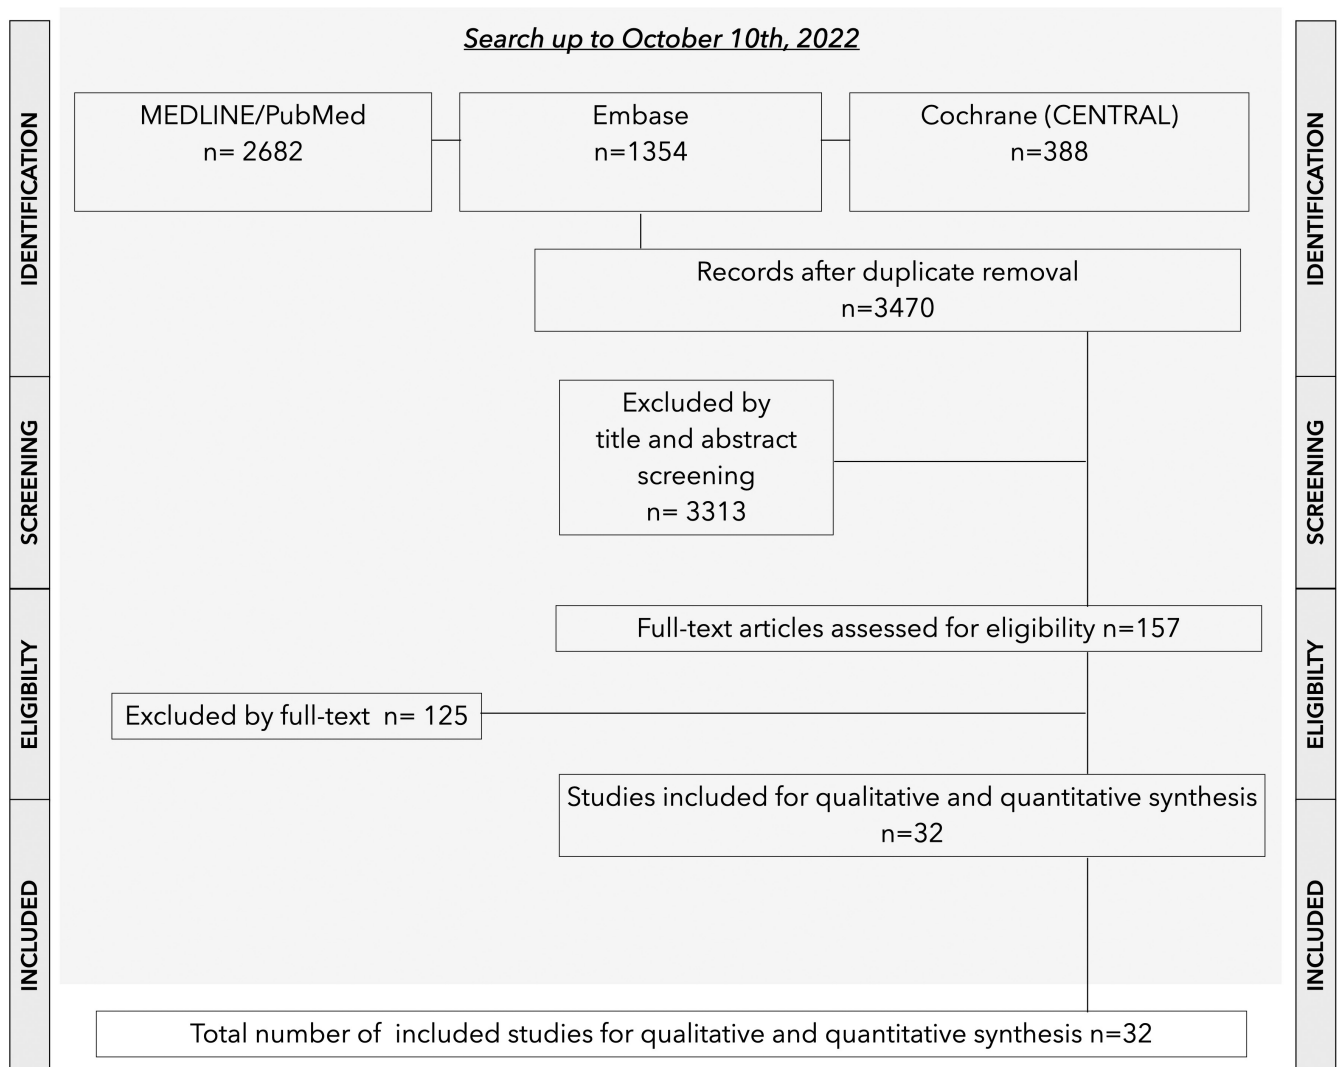 Search up to October 10th, 2022
MEDLINE/PubMed
n= 2682
Embase
n=1354
Cochrane (CENTRAL)
n=388
IDENTIFICATION
IDENTIFICATION
Records after duplicate removal
n=3470
Excluded by
title and abstract
screening
n= 3313
SCREENING
SCREENING
Full-text articles assessed for eligibility n=157
Excluded by full-text  n= 125
ELIGIBILTY
ELIGIBILTY
Studies included for qualitative and quantitative synthesis
n=32
INCLUDED
INCLUDED
Total number of  included studies for qualitative and quantitative synthesis n=32